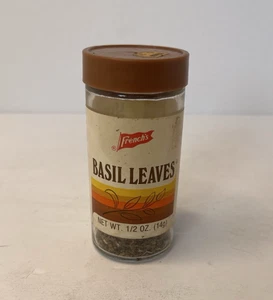 French's
BASIL LEAVES
NET WT. 1/2 OZ. (14g)